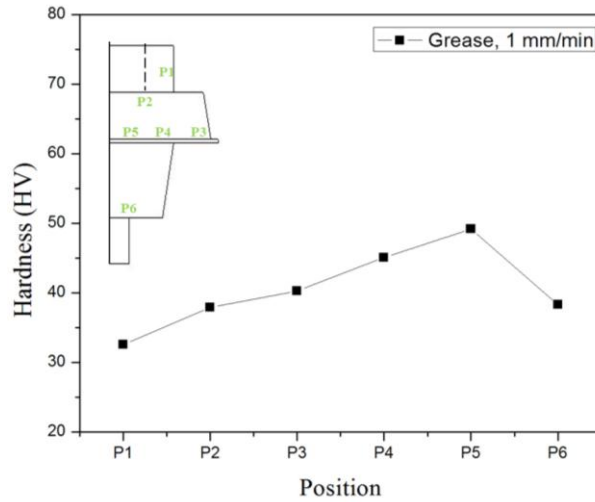 80
Grease, 1 mm/min
P1
70
P2
P5 P4 P3
60
P6
50
Hardness (HV)
40
30
20
P1 P2 P3 P4 P5 P6
Position